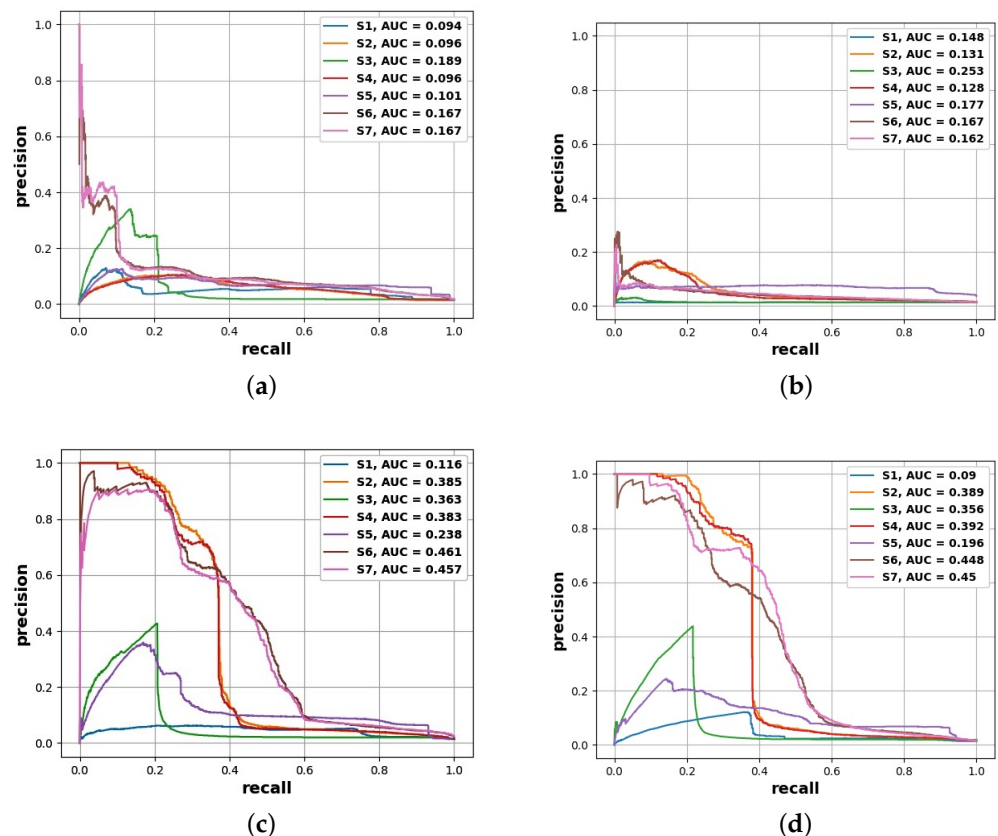 1.0
0.8
0.6
0.4
0.2
0.0
precision
0.0 0.2 0.4 0.6 0.8 1.0
recall
S1, AUC = 0.094
S2, AUC = 0.096
S3, AUC = 0.189
S4, AUC = 0.096
S5, AUC = 0.101
S6, AUC = 0.167
S7, AUC = 0.167
(a)
1.0
0.8
0.6
0.4
0.2
0.0
precision
0.0 0.2 0.4 0.6 0.8 1.0
recall
S1, AUC = 0.148
S2, AUC = 0.131
S3, AUC = 0.253
S4, AUC = 0.128
S5, AUC = 0.177
S6, AUC = 0.167
S7, AUC = 0.162
(b)
1.0
0.8
0.6
0.4
0.2
0.0
precision
0.0 0.2 0.4 0.6 0.8 1.0
recall
S1, AUC = 0.116
S2, AUC = 0.385
S3, AUC = 0.363
S4, AUC = 0.383
S5, AUC = 0.238
S6, AUC = 0.461
S7, AUC = 0.457
(c)
1.0
0.8
0.6
0.4
0.2
0.0
precision
0.0 0.2 0.4 0.6 0.8 1.0
recall
S1, AUC = 0.09
S2, AUC = 0.389
S3, AUC = 0.356
S4, AUC = 0.392
S5, AUC = 0.196
S6, AUC = 0.448
S7, AUC = 0.45
(d)